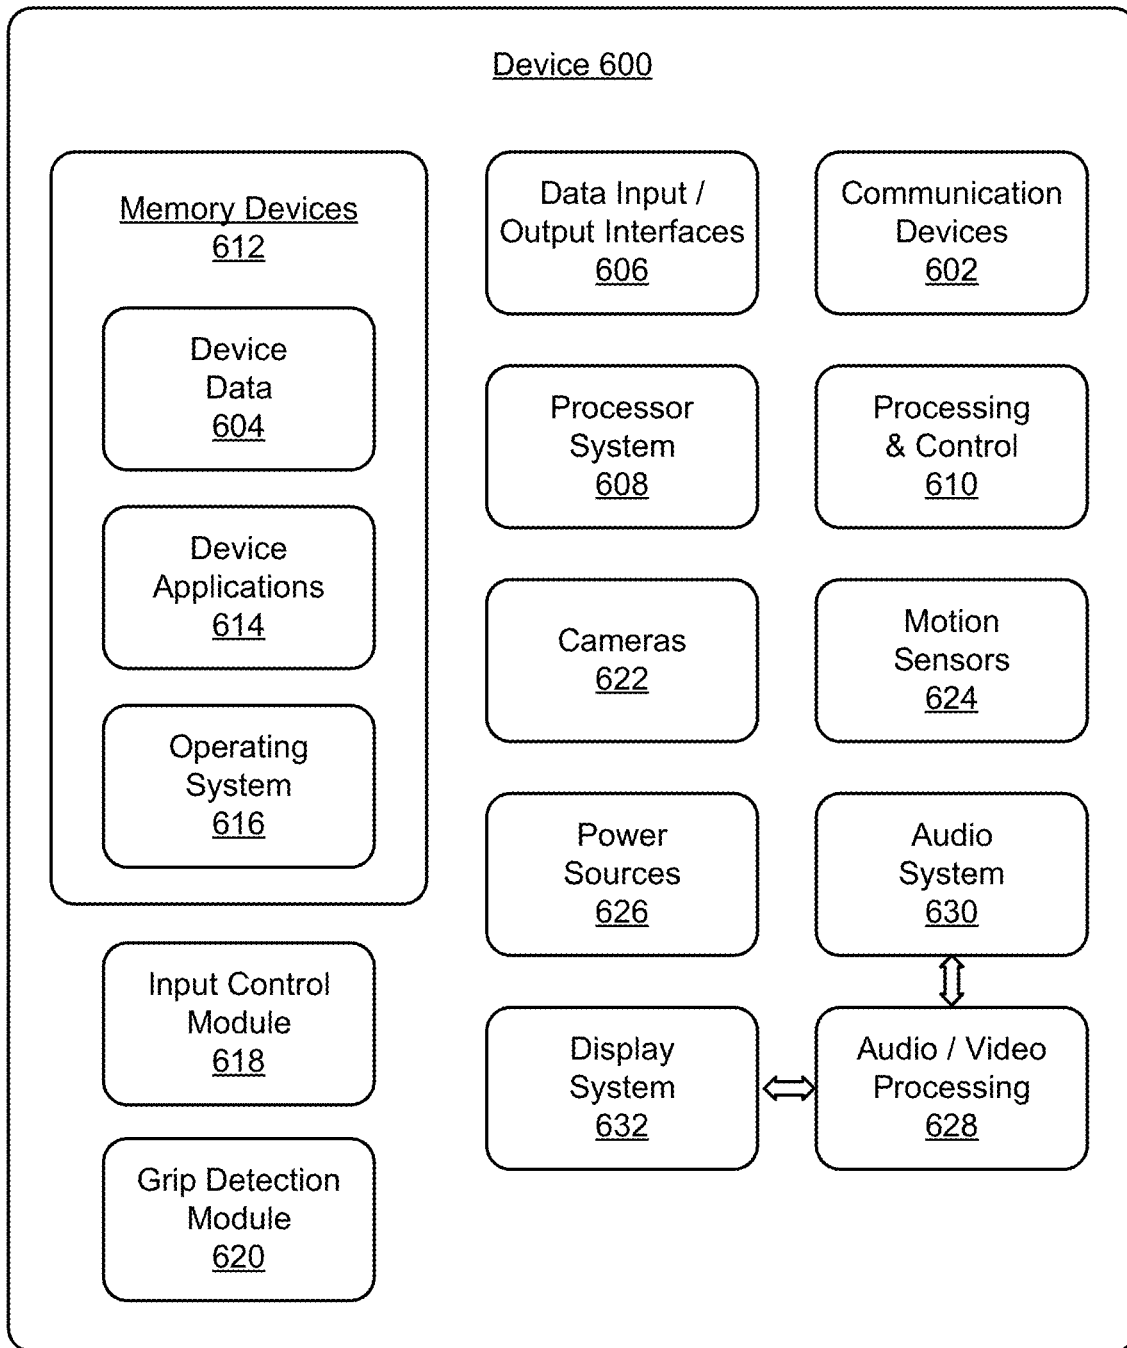 Device 600
Memory Devices
612
Device
Data
604
Device
Applications
614
Operating
System
616
Input Control
Module
618
Grip Detection
Module
620
Data Input /
Output Interfaces
606
Communication
Devices
602
Processor
System
608
Processing
& Control
610
Cameras
622
Motion
Sensors
624
Power
Sources
626
Audio
System
630
Display
System
632
Audio / Video
Processing
628